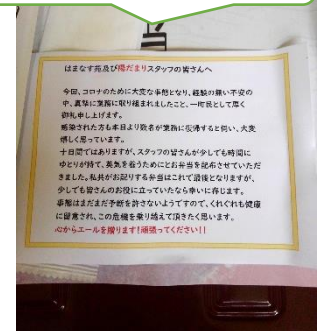 はまなす苑及び陽だまりスタッフの皆さんへ
今回、コロナのために大変な事態となり、経験の無い不安の
中、真摯に業務に取り組まれましたこと、一町民として厚く
御礼申し上げます。
感染された方も本日より数名が業務に復帰すると伺い、大変
嬉しく思っています。
十日間ではありますが、スタッフの皆さんが少しでも時間に
ゆとりが持て、英気を養うためにとお弁当を配布させていただ
きました。私共がお配りする弁当はこれで最後となりますが、
少しでも皆さんのお役に立っていたなら幸いに存じます。
事態はまだまだ予断を許さないようですので、くれぐれも健康
に留意され、この危機を乗り越えて頂きたく思います。
心からエールを贈ります!頑張ってください!!